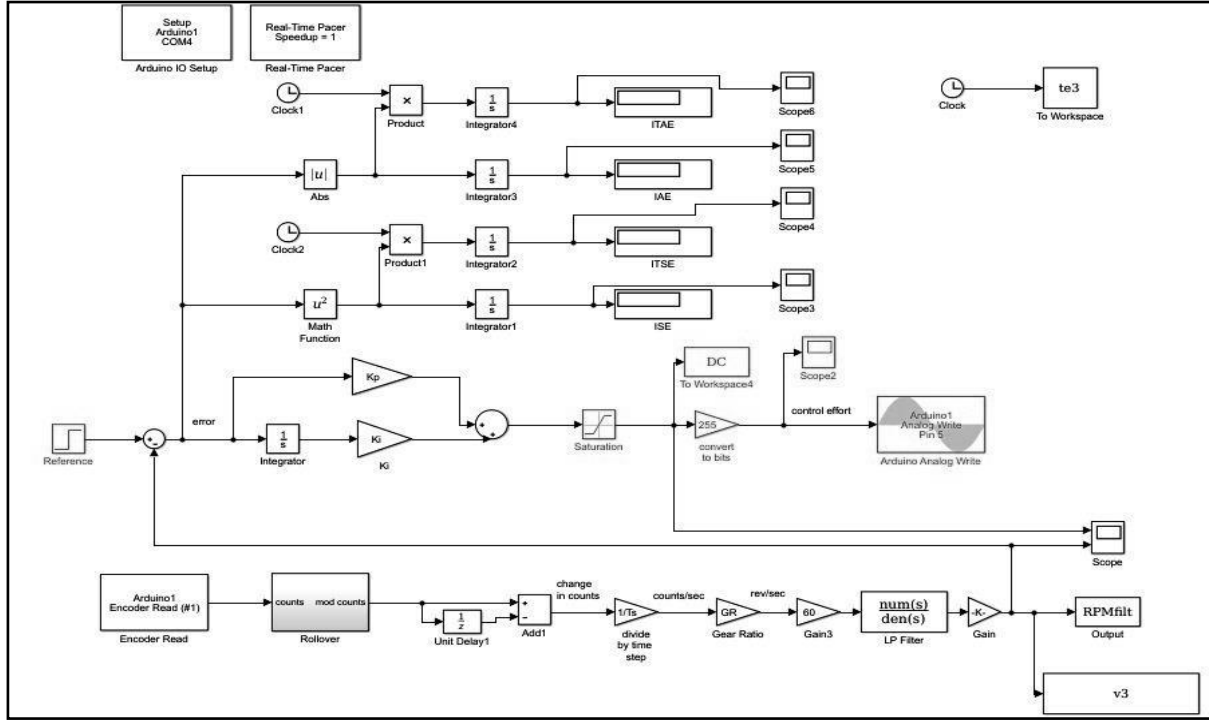 Setup
Arduino1
COM4
Arduino IO Setup
Real-Time Pacer
Speedup = 1
Real-Time Pacer
Clock1
×
Product
1
s
Integrator4
ITAE
Scope6
Clock
te3
To Workspace
|u|
Abs
1
s
Integrator3
IAE
Scope5
Clock2
×
Product1
1
s
Integrator2
ITSE
Scope4
u²
Math
Function
1
s
Integrator1
ISE
Scope3
Reference
+
−
error
Kp
1
s
Integrator
Ki
Ki
+
+
Saturation
DC
To Workspace4
255
convert
to bits
Scope2
control effort
Arduino1
Analog Write
Pin 5
Arduino Analog Write
Scope
Arduino1
Encoder Read (#1)
Encoder Read
counts mod counts
Rollover
1
z
Unit Delay1
+
−
Add1
change
in counts
1/Ts
divide
by time
step
counts/sec
GR
Gear Ratio
rev/sec
60
Gain3
num(s)
den(s)
LP Filter
-K-
Gain
RPMfilt
Output
v3